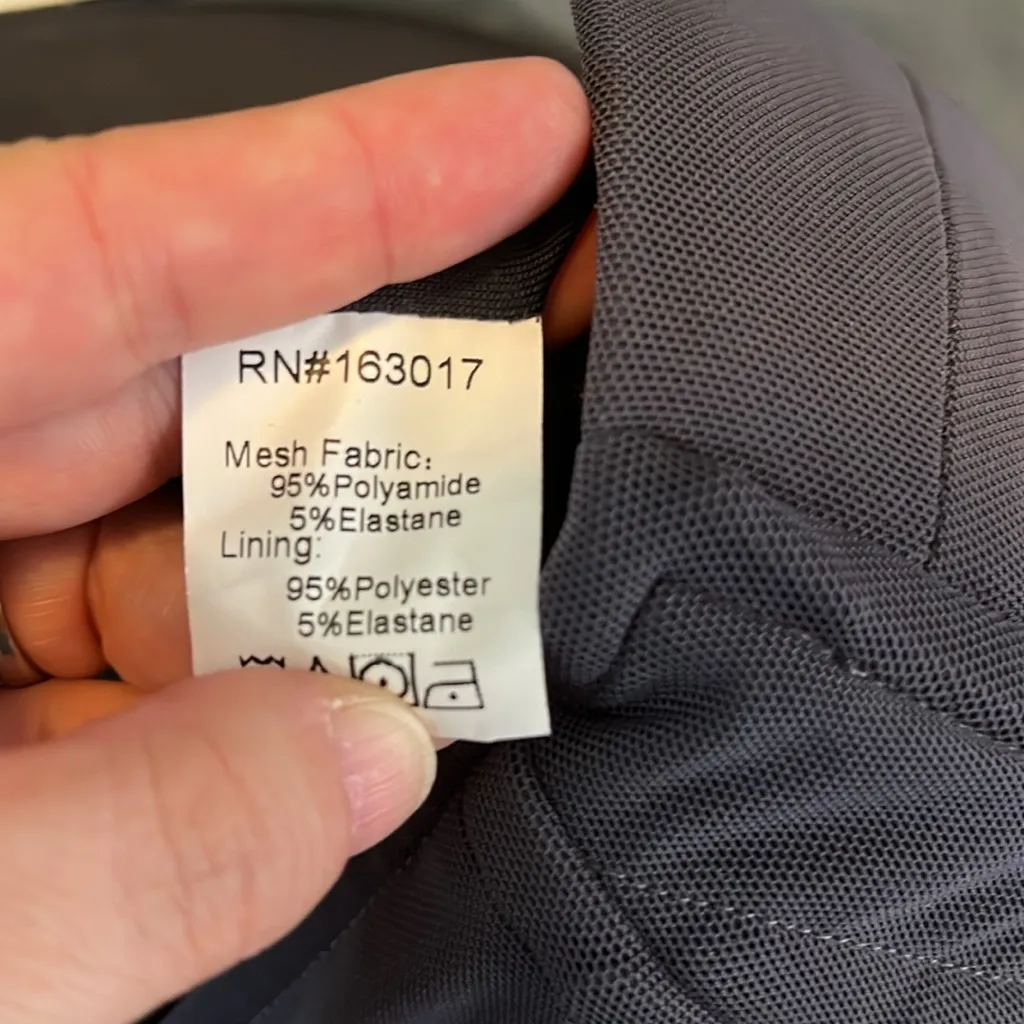 RN#163017
Mesh Fabric:
95%Polyamide
5%Elastane
Lining:
95%Polyester
5%Elastane